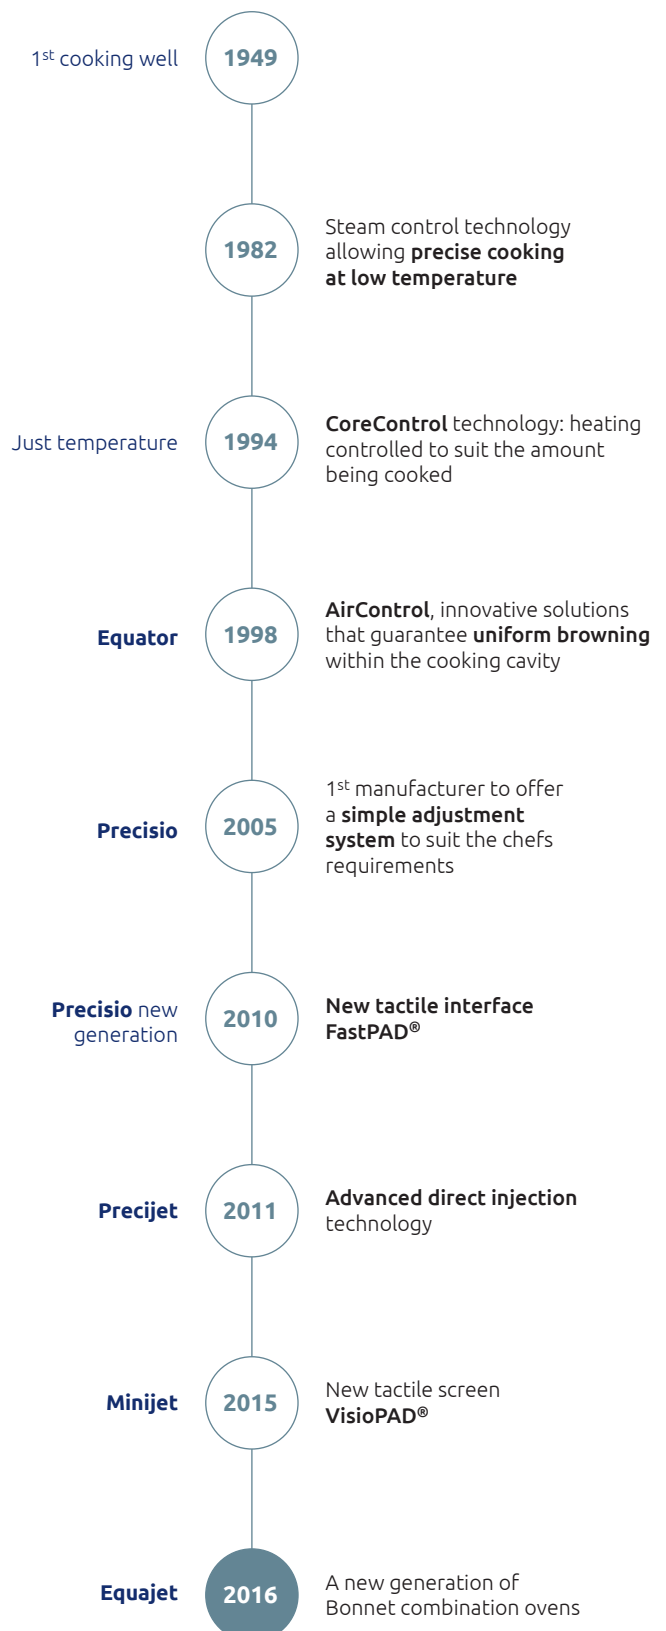 1st cooking well
1949
1982
Steam control technology
allowing precise cooking
at low temperature
Just temperature
1994
CoreControl technology: heating
controlled to suit the amount
being cooked
Equator
1998
AirControl, innovative solutions
that guarantee uniform browning
within the cooking cavity
Precisio
2005
1st manufacturer to offer
a simple adjustment
system to suit the chefs
requirements
Precisio new
generation
2010
New tactile interface
FastPAD®
Precijet
2011
Advanced direct injection
technology
Minijet
2015
New tactile screen
VisioPAD®
Equajet
2016
A new generation of
Bonnet combination ovens